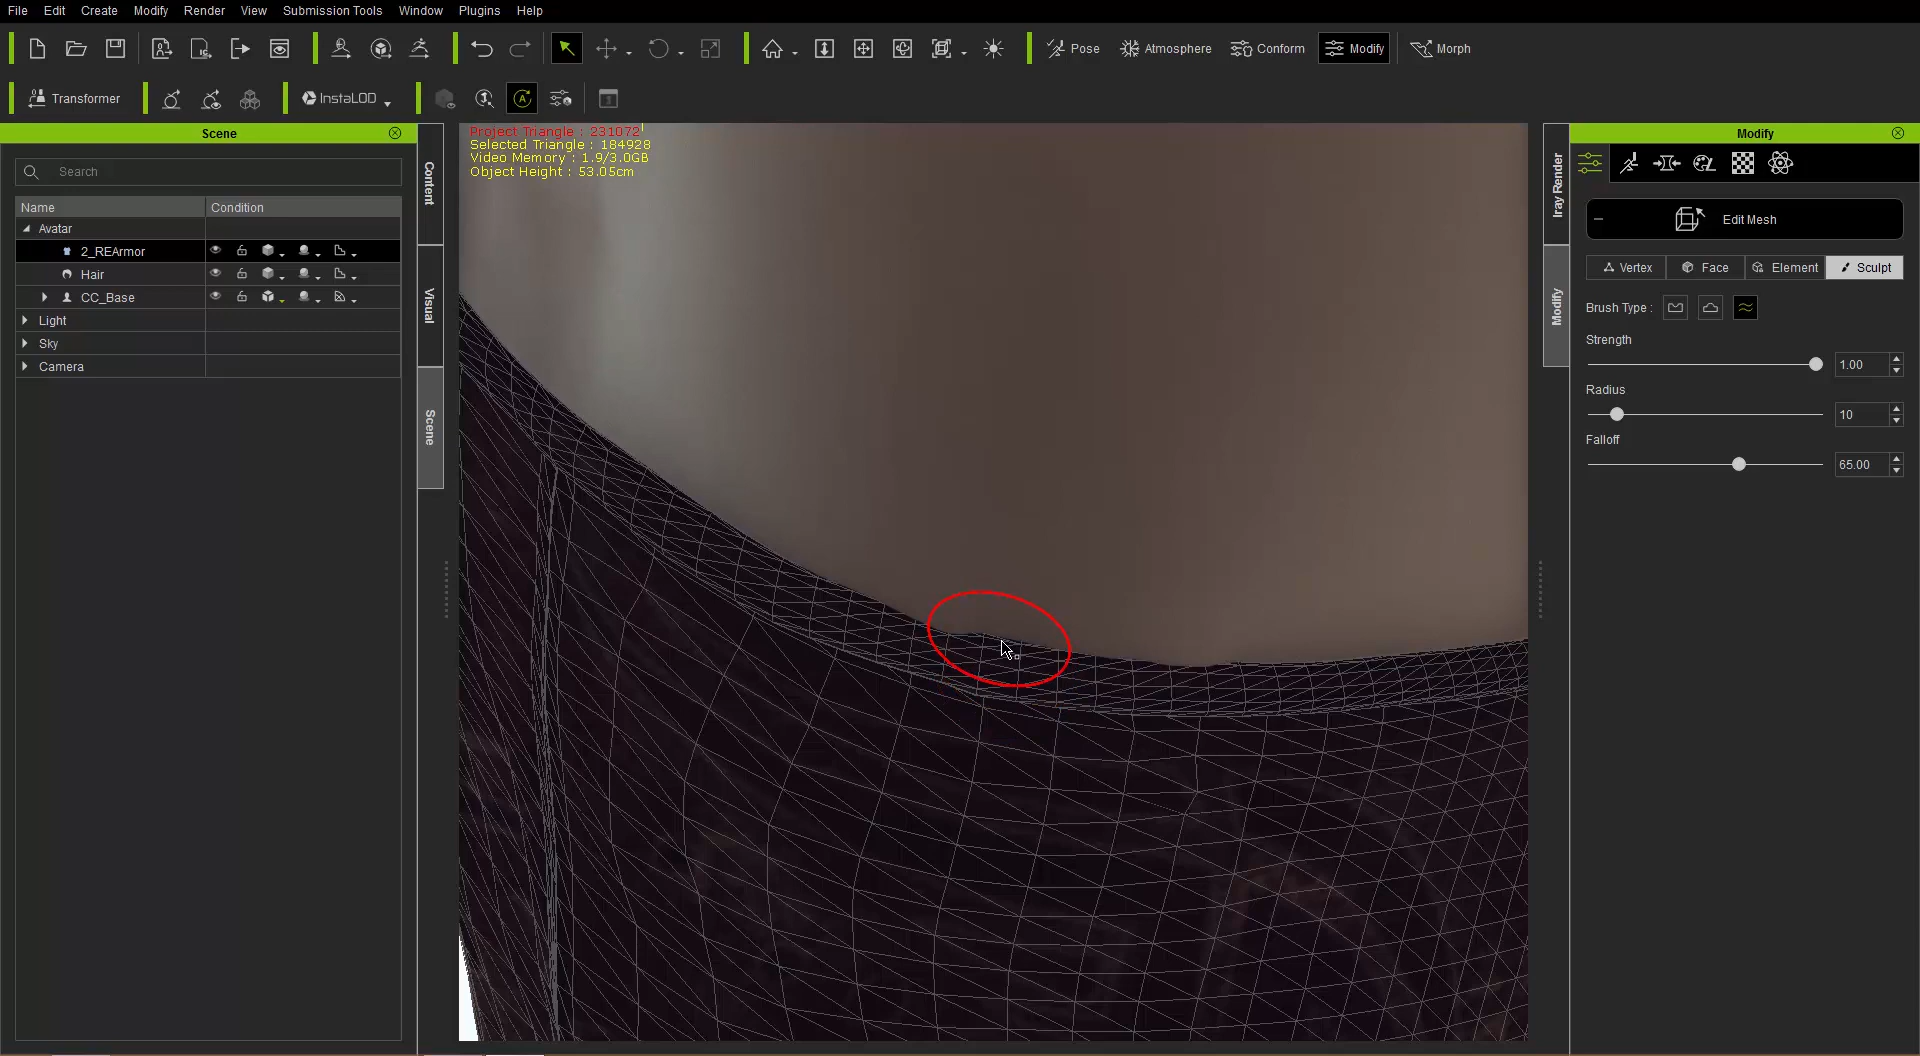 File Edit Create Modify Render View Submission Tools Window Plugins Help
Pose Atmosphere Conform Modify Morph
Transformer InstaLOD
Scene
Search
Name Condition
Avatar
2_REArmor
Hair
CC_Base
Light
Sky
Camera
Content
Visual
Scene
Project Triangle : 231072
Selected Triangle : 184928
Video Memory : 1.9/3.0GB
Object Height : 53.05cm
Iray Render
Modify
Modify
Edit Mesh
Vertex Face Element Sculpt
Brush Type :
Strength
1.00
Radius
10
Falloff
65.00